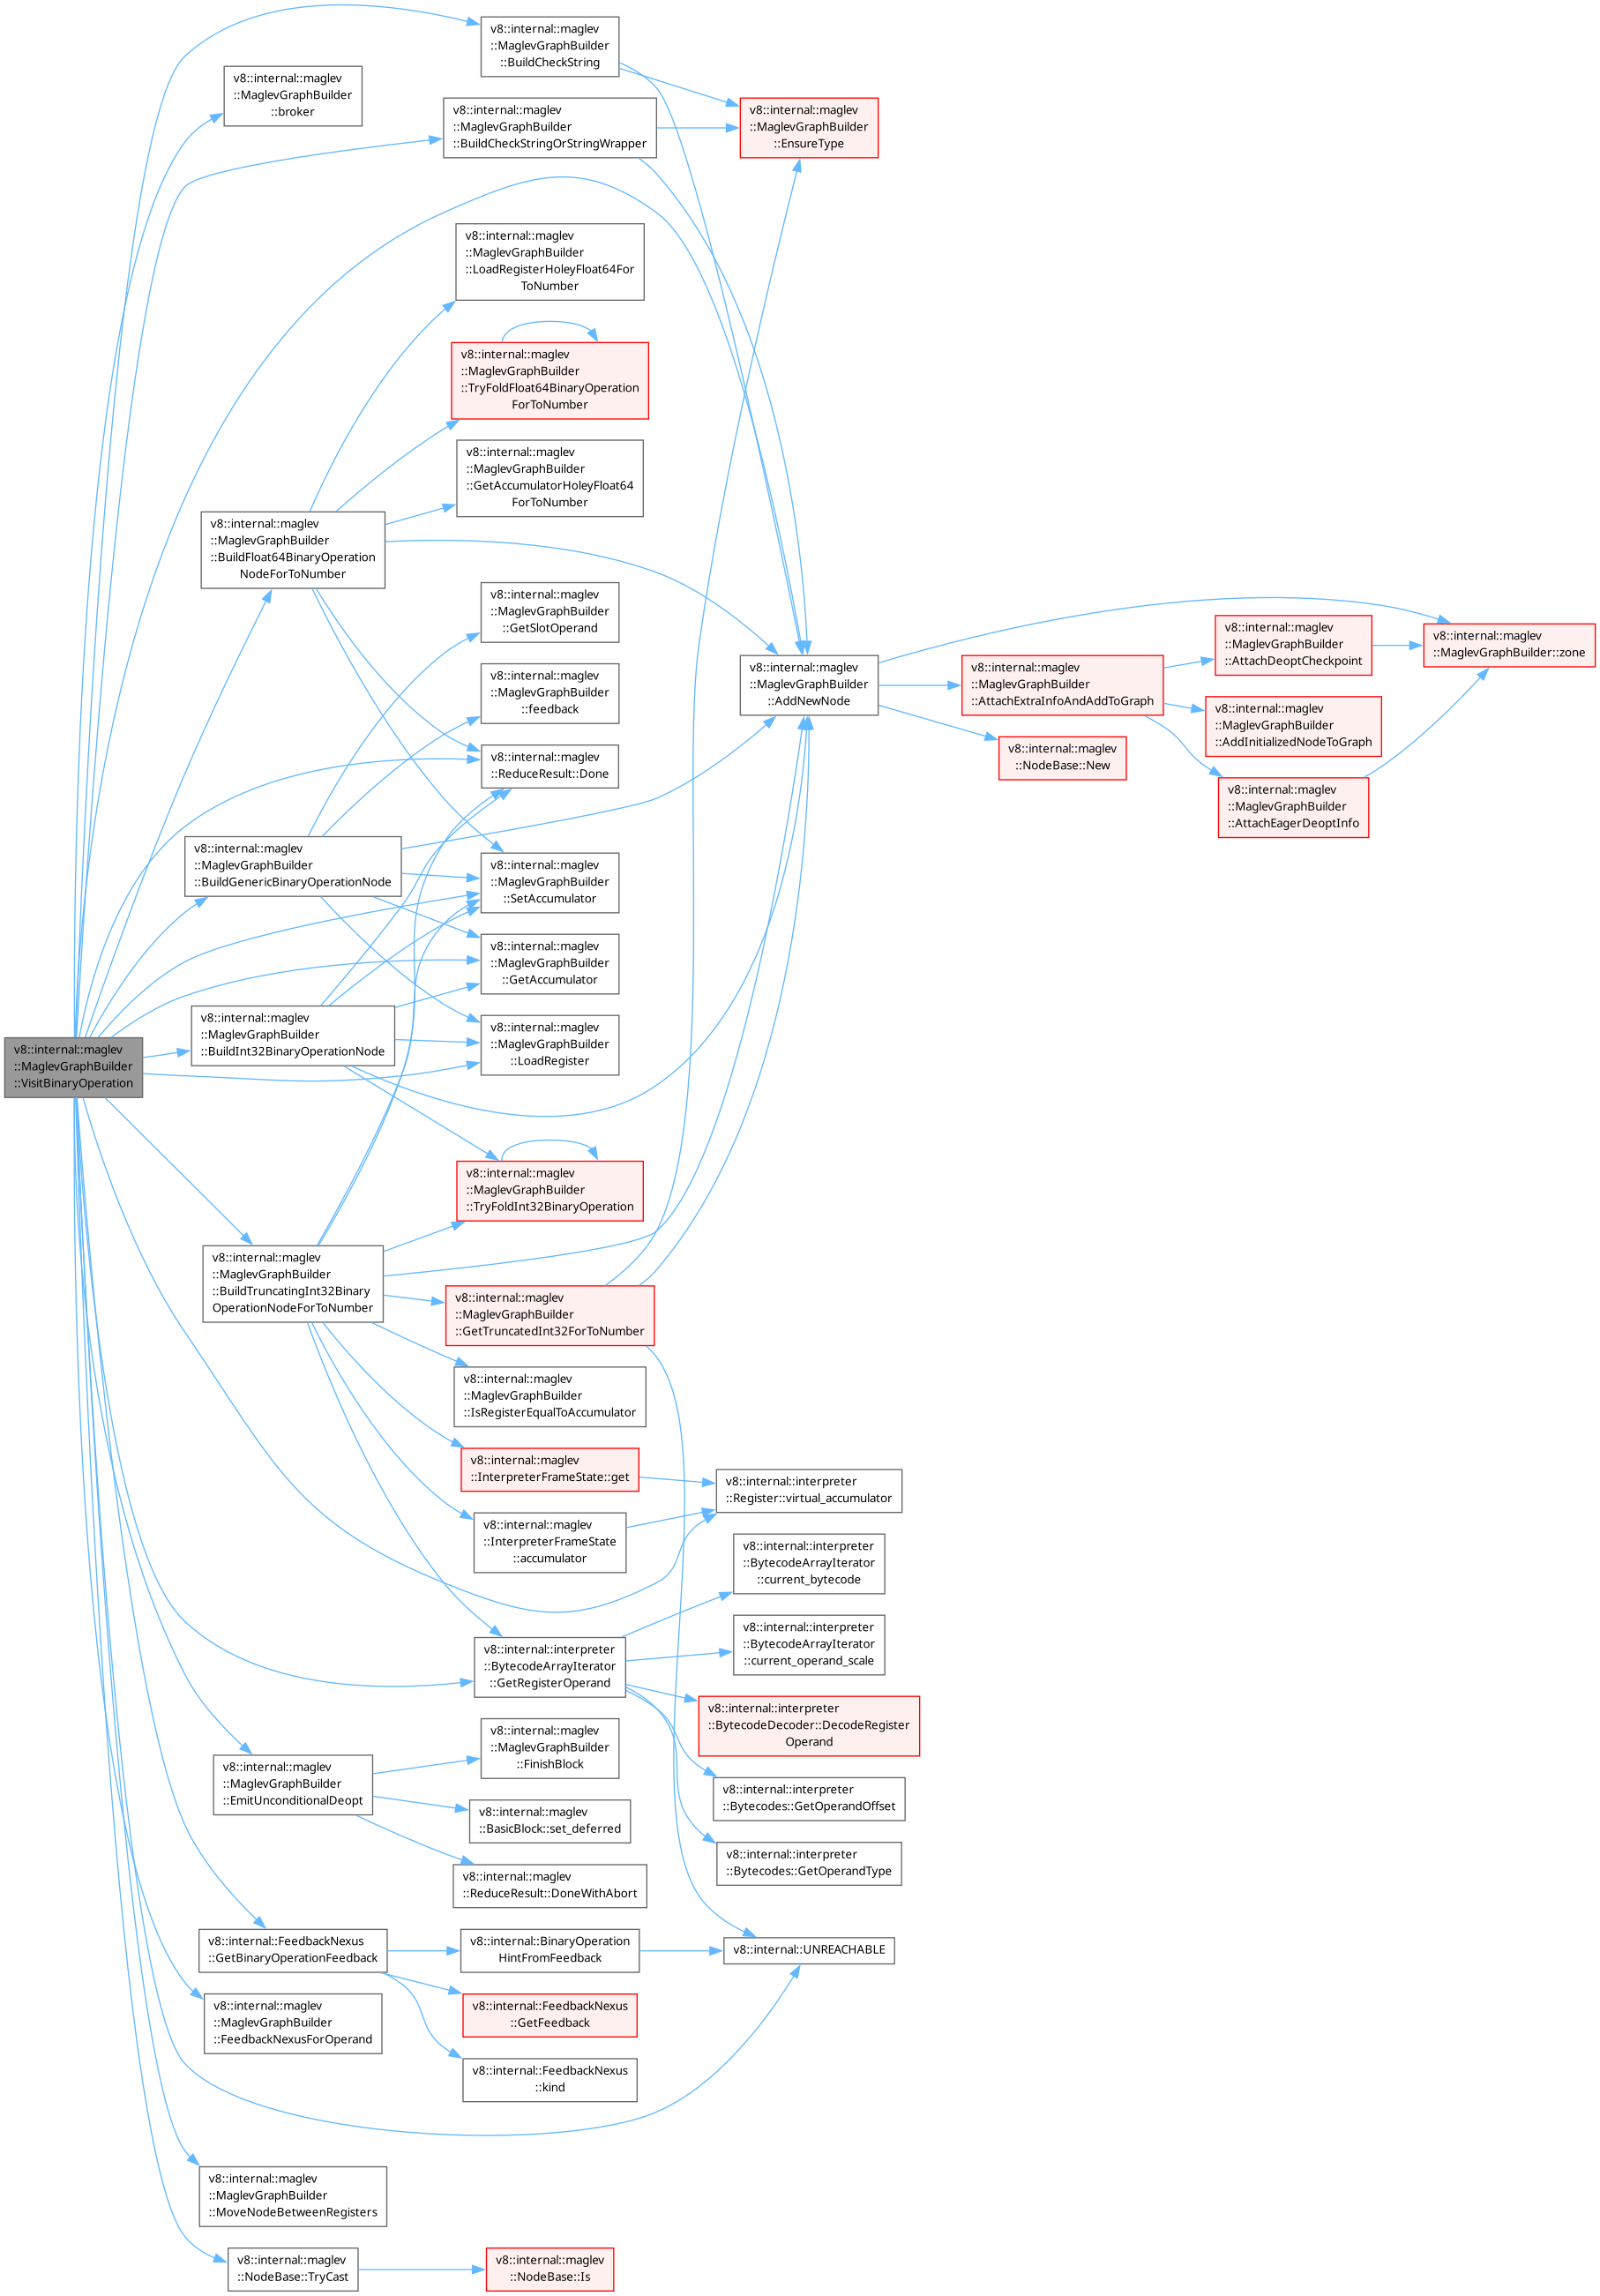 v8::internal::maglev
::MaglevGraphBuilder
::BuildCheckString
v8::internal::maglev
::MaglevGraphBuilder
::broker
v8::internal::maglev
::MaglevGraphBuilder
::BuildCheckStringOrStringWrapper
v8::internal::maglev
::MaglevGraphBuilder
::EnsureType
v8::internal::maglev
::MaglevGraphBuilder
::LoadRegisterHoleyFloat64For
ToNumber
v8::internal::maglev
::MaglevGraphBuilder
::TryFoldFloat64BinaryOperation
ForToNumber
v8::internal::maglev
::MaglevGraphBuilder
::GetAccumulatorHoleyFloat64
ForToNumber
v8::internal::maglev
::MaglevGraphBuilder
::BuildFloat64BinaryOperation
NodeForToNumber
v8::internal::maglev
::MaglevGraphBuilder
::GetSlotOperand
v8::internal::maglev
::MaglevGraphBuilder
::feedback
v8::internal::maglev
::MaglevGraphBuilder
::AddNewNode
v8::internal::maglev
::MaglevGraphBuilder
::AttachExtraInfoAndAddToGraph
v8::internal::maglev
::MaglevGraphBuilder
::AttachDeoptCheckpoint
v8::internal::maglev
::MaglevGraphBuilder::zone
v8::internal::maglev
::MaglevGraphBuilder
::AddInitializedNodeToGraph
v8::internal::maglev
::NodeBase::New
v8::internal::maglev
::MaglevGraphBuilder
::AttachEagerDeoptInfo
v8::internal::maglev
::ReduceResult::Done
v8::internal::maglev
::MaglevGraphBuilder
::BuildGenericBinaryOperationNode
v8::internal::maglev
::MaglevGraphBuilder
::SetAccumulator
v8::internal::maglev
::MaglevGraphBuilder
::GetAccumulator
v8::internal::maglev
::MaglevGraphBuilder
::BuildInt32BinaryOperationNode
v8::internal::maglev
::MaglevGraphBuilder
::LoadRegister
v8::internal::maglev
::MaglevGraphBuilder
::VisitBinaryOperation
v8::internal::maglev
::MaglevGraphBuilder
::TryFoldInt32BinaryOperation
v8::internal::maglev
::MaglevGraphBuilder
::BuildTruncatingInt32Binary
OperationNodeForToNumber
v8::internal::maglev
::MaglevGraphBuilder
::GetTruncatedInt32ForToNumber
v8::internal::maglev
::MaglevGraphBuilder
::IsRegisterEqualToAccumulator
v8::internal::maglev
::InterpreterFrameState::get
v8::internal::interpreter
::Register::virtual_accumulator
v8::internal::maglev
::InterpreterFrameState
::accumulator
v8::internal::interpreter
::BytecodeArrayIterator
::current_bytecode
v8::internal::interpreter
::BytecodeArrayIterator
::GetRegisterOperand
v8::internal::interpreter
::BytecodeArrayIterator
::current_operand_scale
v8::internal::interpreter
::BytecodeDecoder::DecodeRegister
Operand
v8::internal::maglev
::MaglevGraphBuilder
::FinishBlock
v8::internal::maglev
::MaglevGraphBuilder
::EmitUnconditionalDeopt
v8::internal::interpreter
::Bytecodes::GetOperandOffset
v8::internal::maglev
::BasicBlock::set_deferred
v8::internal::interpreter
::Bytecodes::GetOperandType
v8::internal::maglev
::ReduceResult::DoneWithAbort
v8::internal::FeedbackNexus
::GetBinaryOperationFeedback
v8::internal::BinaryOperation
HintFromFeedback
v8::internal::UNREACHABLE
v8::internal::FeedbackNexus
::GetFeedback
v8::internal::maglev
::MaglevGraphBuilder
::FeedbackNexusForOperand
v8::internal::FeedbackNexus
::kind
v8::internal::maglev
::MaglevGraphBuilder
::MoveNodeBetweenRegisters
v8::internal::maglev
::NodeBase::TryCast
v8::internal::maglev
::NodeBase::Is